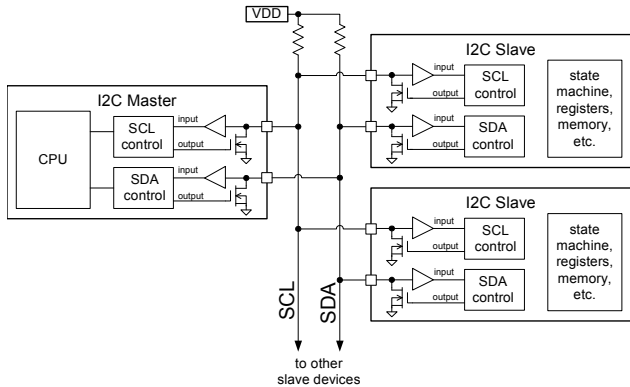 VDD
I2C Slave
input
SCL
control
output
state
machine,
registers,
memory,
etc.
input
SDA
control
output
I2C Master
CPU
SCL
control
input
output
SDA
control
input
output
I2C Slave
input
SCL
control
output
state
machine,
registers,
memory,
etc.
input
SDA
control
output
SCL
SDA
to other
slave devices